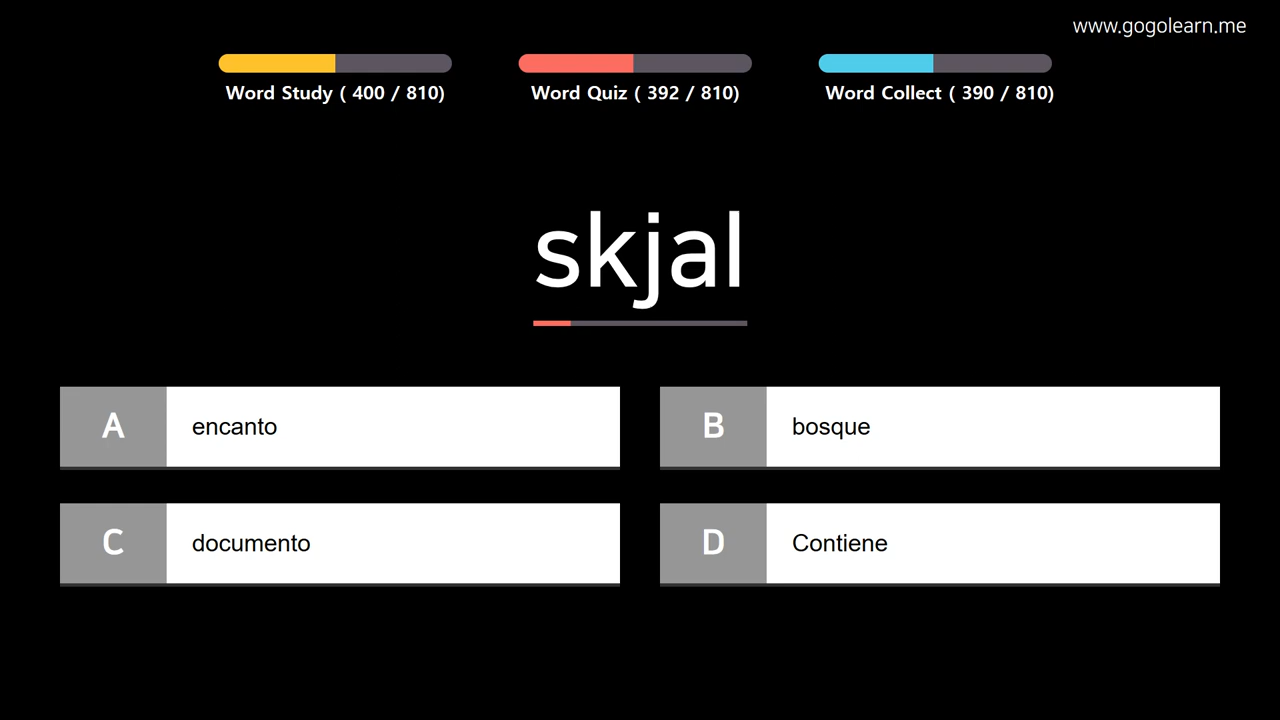 www.gogolearn.me
Word Study ( 400 / 810)
Word Quiz ( 392 / 810)
Word Collect ( 390 / 810)
skjal
A
encanto
B
bosque
C
documento
D
Contiene